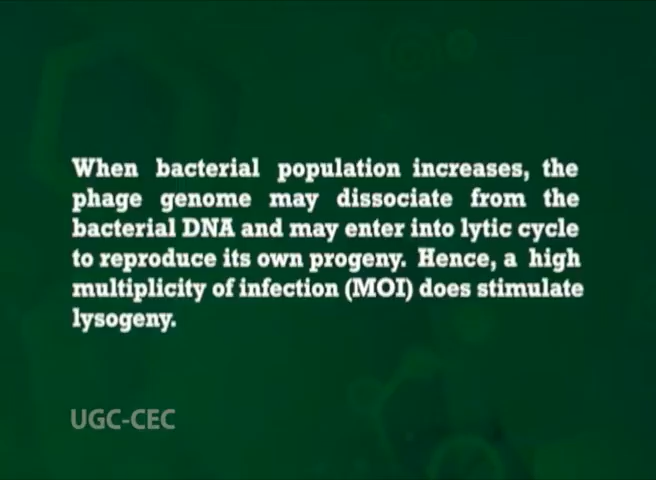 When bacterial population increases, the
phage genome may dissociate from the
bacterial DNA and may enter into lytic cycle
to reproduce its own progeny. Hence, a high
multiplicity of infection (MOI) does stimulate
lysogeny.
UGC-CEC